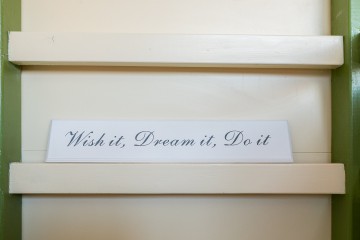 Wish it, Dream it, Do it